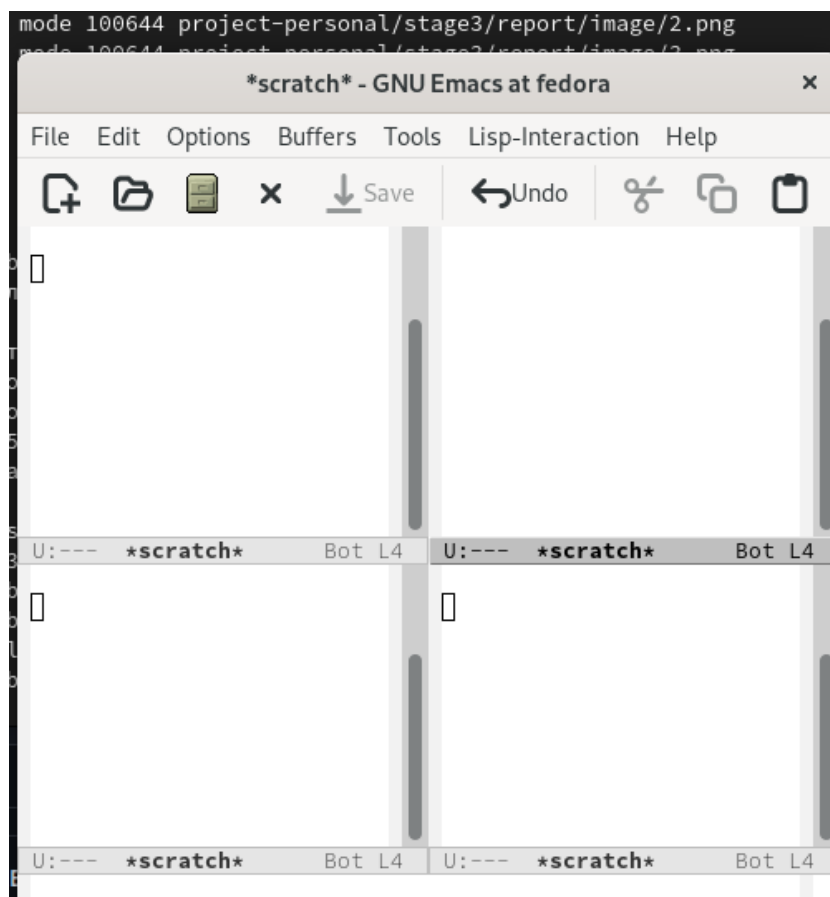 mode 100644 project-personal/stage3/report/image/2.png
*scratch* - GNU Emacs at fedora ×
File Edit Options Buffers Tools Lisp-Interaction Help
Save Undo
U:--- *scratch* Bot L4 U:--- *scratch* Bot L4
U:--- *scratch* Bot L4 U:--- *scratch* Bot L4